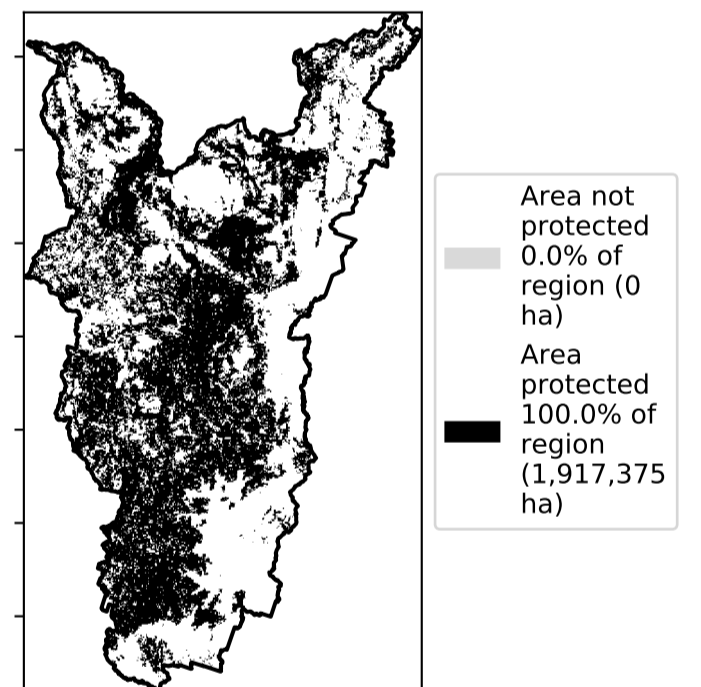 Area not
protected
0.0% of
region (0
ha)
Area
protected
100.0% of
region
(1,917,375
ha)